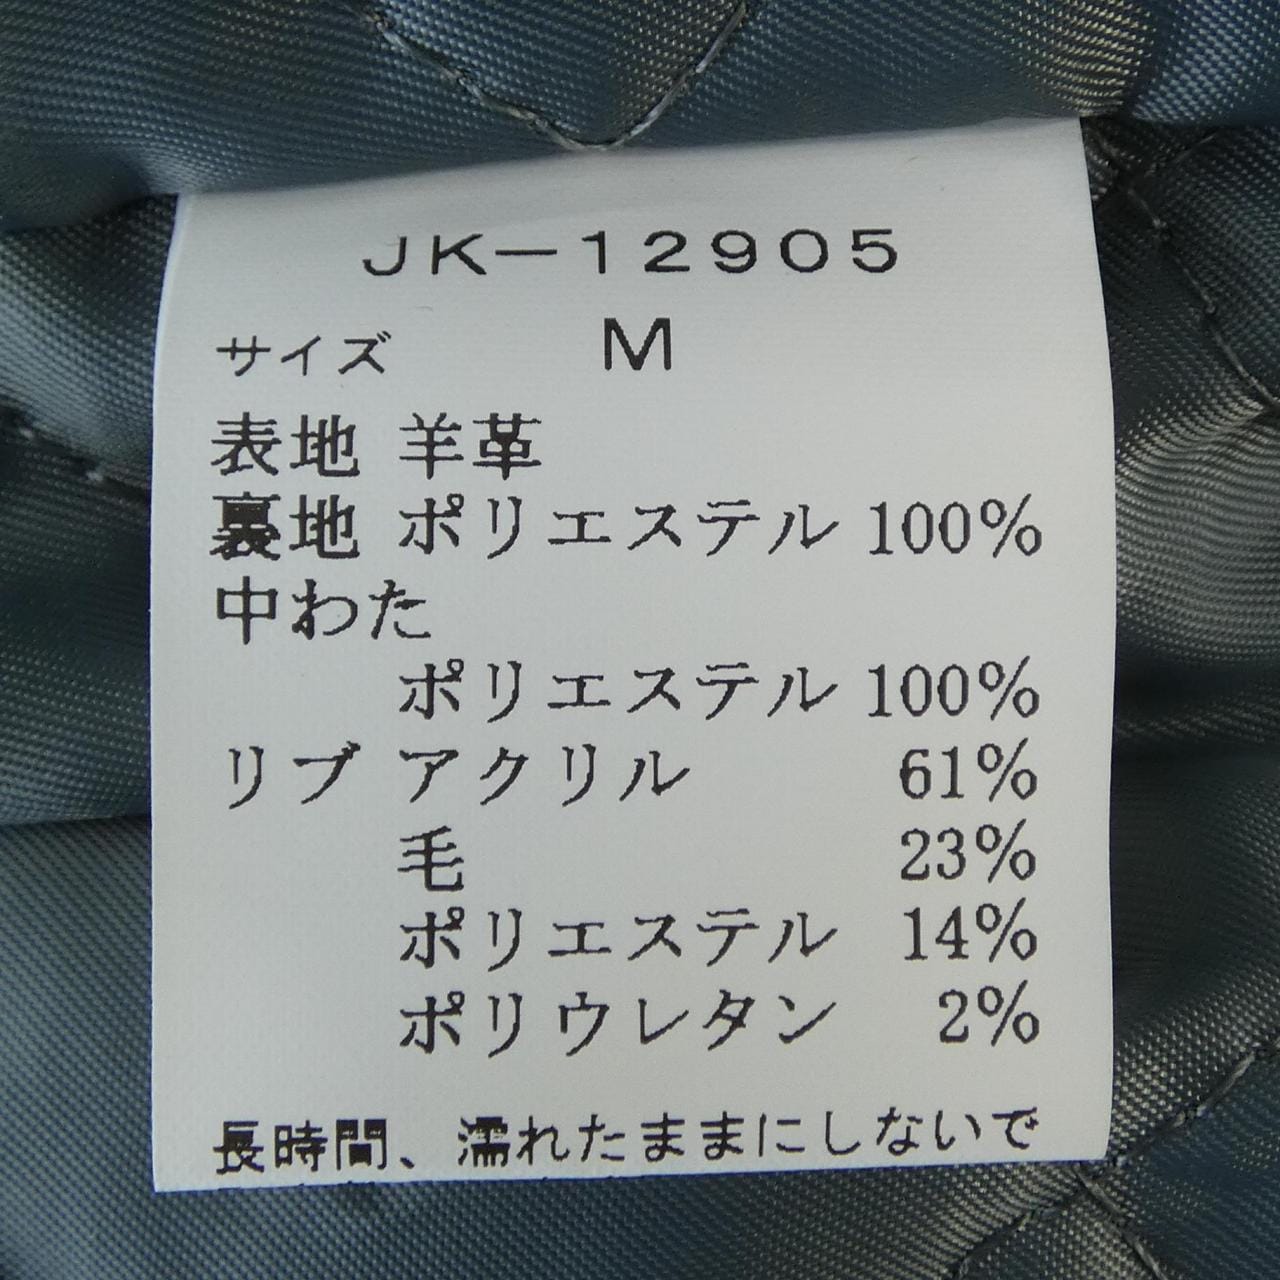 JK-12905
サイズ M
表地 羊革
裏地 ポリエステル 100%
中わた
ポリエステル 100%
リブ アクリル 61%
毛 23%
ポリエステル 14%
ポリウレタン 2%
長時間、濡れたままにしないで